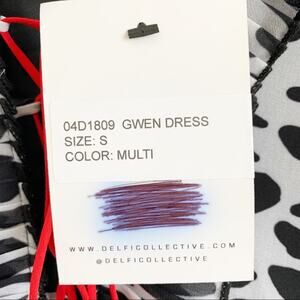 04D1809 GWEN DRESS
SIZE: S
COLOR: MULTI
WWW.DELFICOLLECTIVE.COM
@DELFICOLLECTIVE